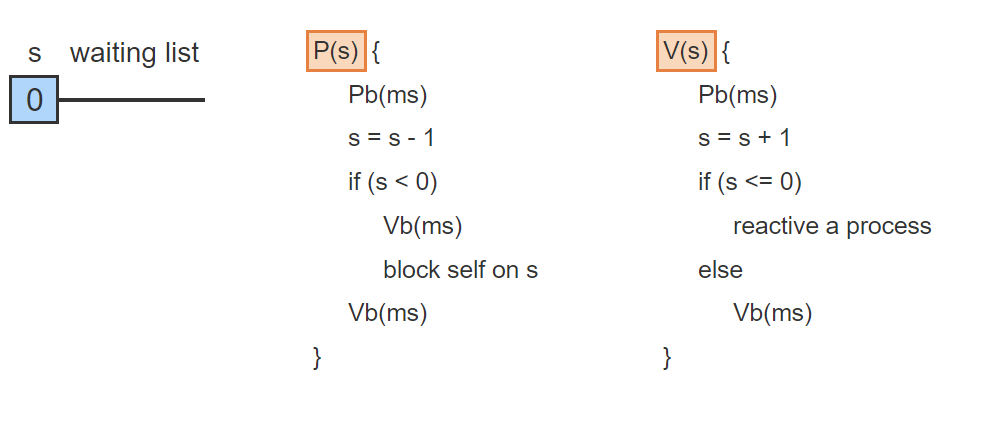 s waiting list
0
P(s) {
Pb(ms)
s = s - 1
if (s < 0)
Vb(ms)
block self on s
Vb(ms)
}
V(s) {
Pb(ms)
s = s + 1
if (s <= 0)
reactive a process
else
Vb(ms)
}